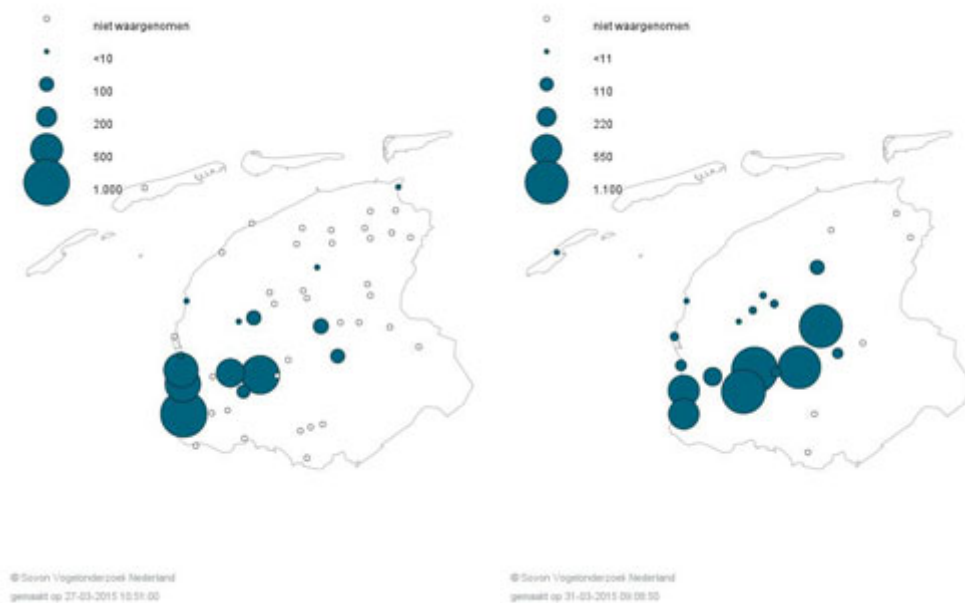 niet waargenomen
<10
100
200
500
1.000
© Sovon Vogelonderzoek Nederland
gemaakt op 27-03-2015 10:51:00
niet waargenomen
<11
110
220
550
1.100
© Sovon Vogelonderzoek Nederland
gemaakt op 31-03-2015 09:08:50